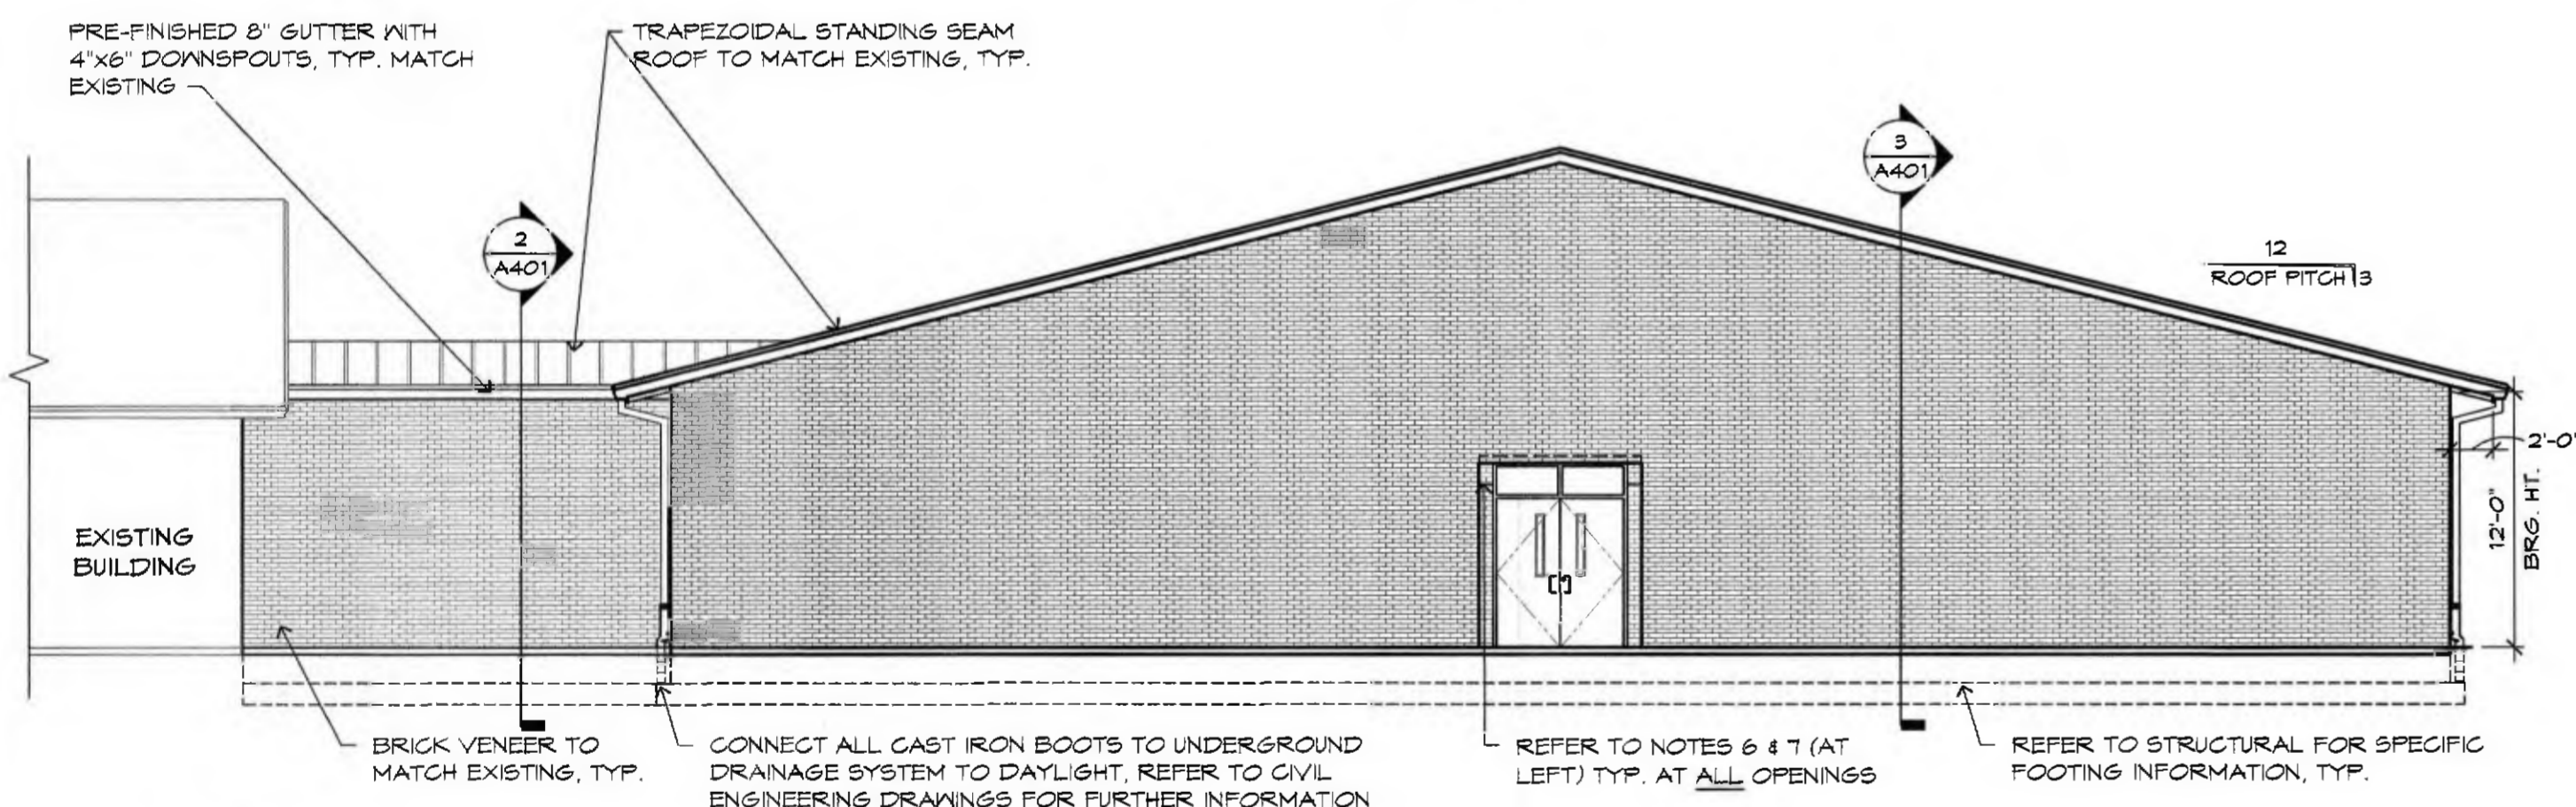 PRE-FINISHED 8" GUTTER WITH
4"x6" DOWNSPOUTS, TYP. MATCH
EXISTING
TRAPEZOIDAL STANDING SEAM
ROOF TO MATCH EXISTING, TYP.
3
A401
2
A401
12
ROOF PITCH 3
2'-0"
12'-0"
BRG. HT.
EXISTING
BUILDING
BRICK VENEER TO
MATCH EXISTING, TYP.
CONNECT ALL CAST IRON BOOTS TO UNDERGROUND
DRAINAGE SYSTEM TO DAYLIGHT, REFER TO CIVIL
ENGINEERING DRAWINGS FOR FURTHER INFORMATION
REFER TO NOTES 6 & 7 (AT
LEFT) TYP. AT ALL OPENINGS
REFER TO STRUCTURAL FOR SPECIFIC
FOOTING INFORMATION, TYP.